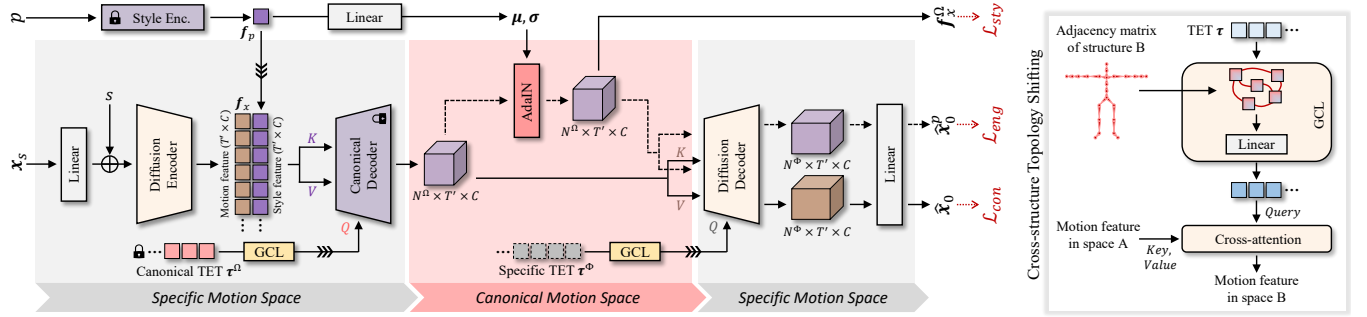 p
Style Enc.
f_p
Linear
μ, σ
f_x^Ω
ℒ_sty
x_s
Linear
s
Diffusion
Encoder
f_x
Motion feature (T′ × C)
Style feature (T′ × C)
K
V
Q
Canonical
Decoder
N^Ω × T′ × C
AdaIN
N^Ω × T′ × C
K
V
Q
Diffusion
Decoder
N^Φ × T′ × C
N^Φ × T′ × C
Linear
x̂_0^p
ℒ_eng
x̂_0
ℒ_con
Canonical TET τ^Ω
GCL
Specific TET τ^Φ
GCL
Specific Motion Space
Canonical Motion Space
Specific Motion Space
Cross-structure Topology Shifting
Adjacency matrix
of structure B
TET τ
GCL
Linear
Query
Motion feature
in space A
Key,
Value
Cross-attention
Motion feature
in space B